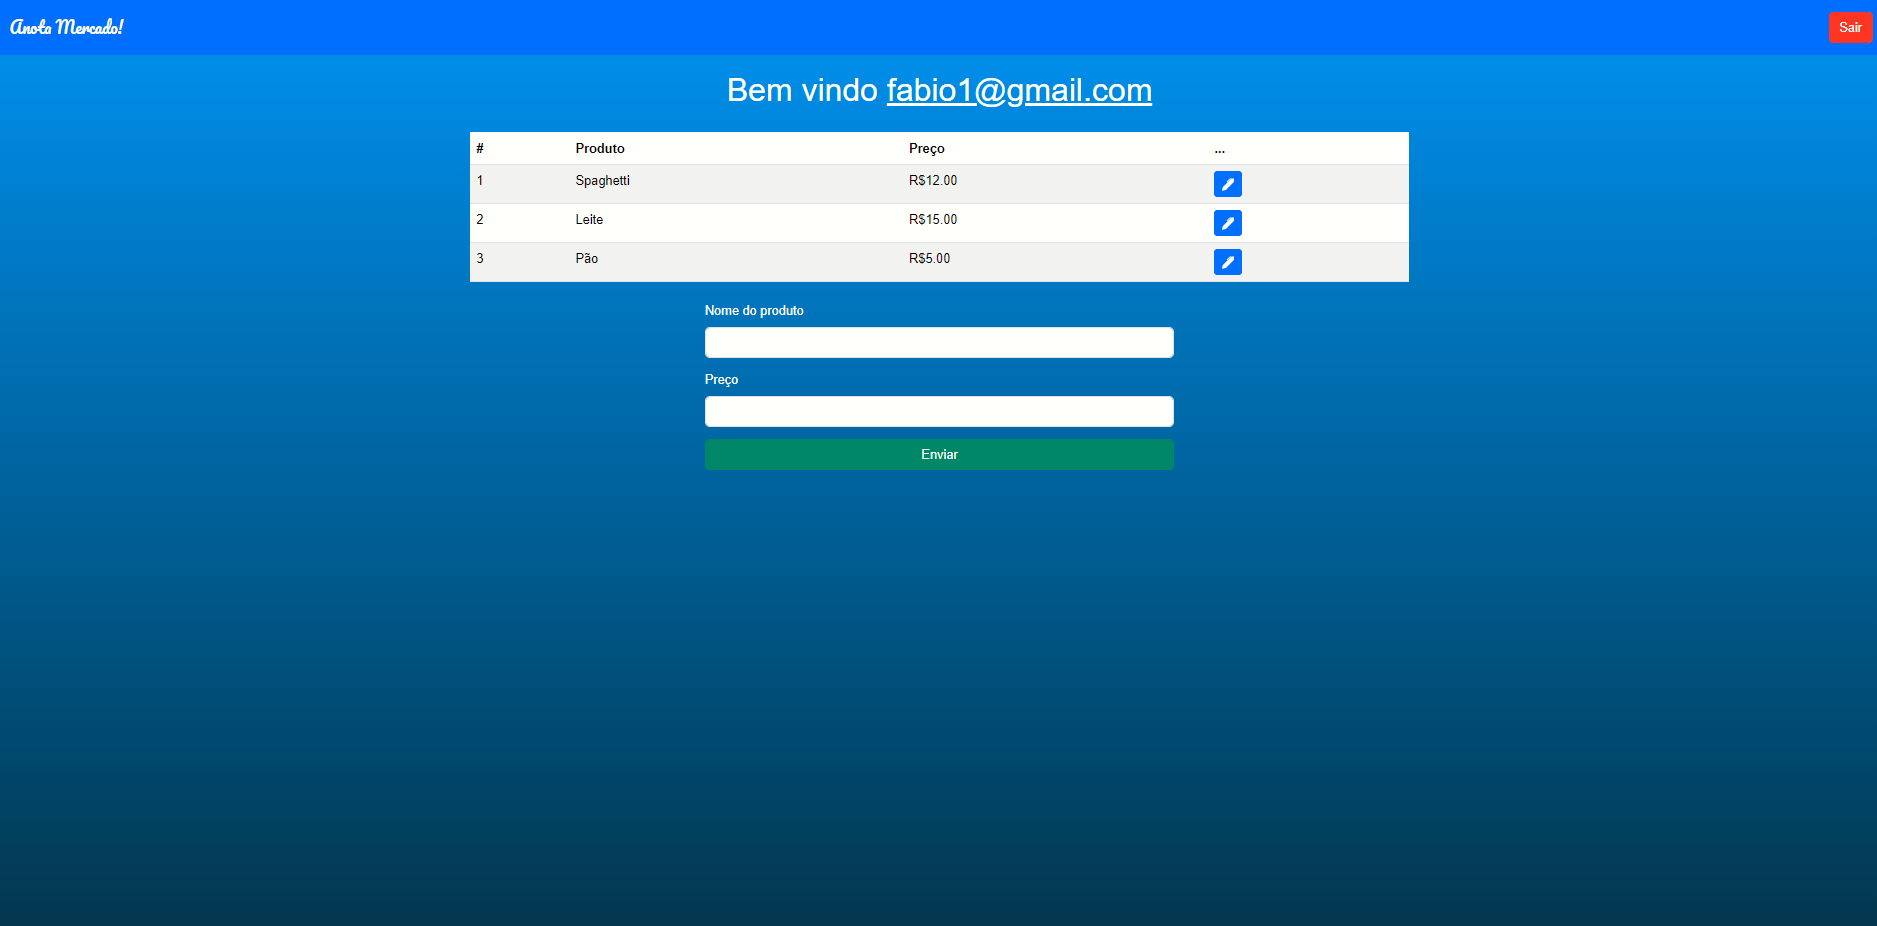 Anota Mercado!
Sair
Bem vindo fabio1@gmail.com
# Produto Preço ...
1 Spaghetti R$12.00
2 Leite R$15.00
3 Pão R$5.00
Nome do produto
Preço
Enviar